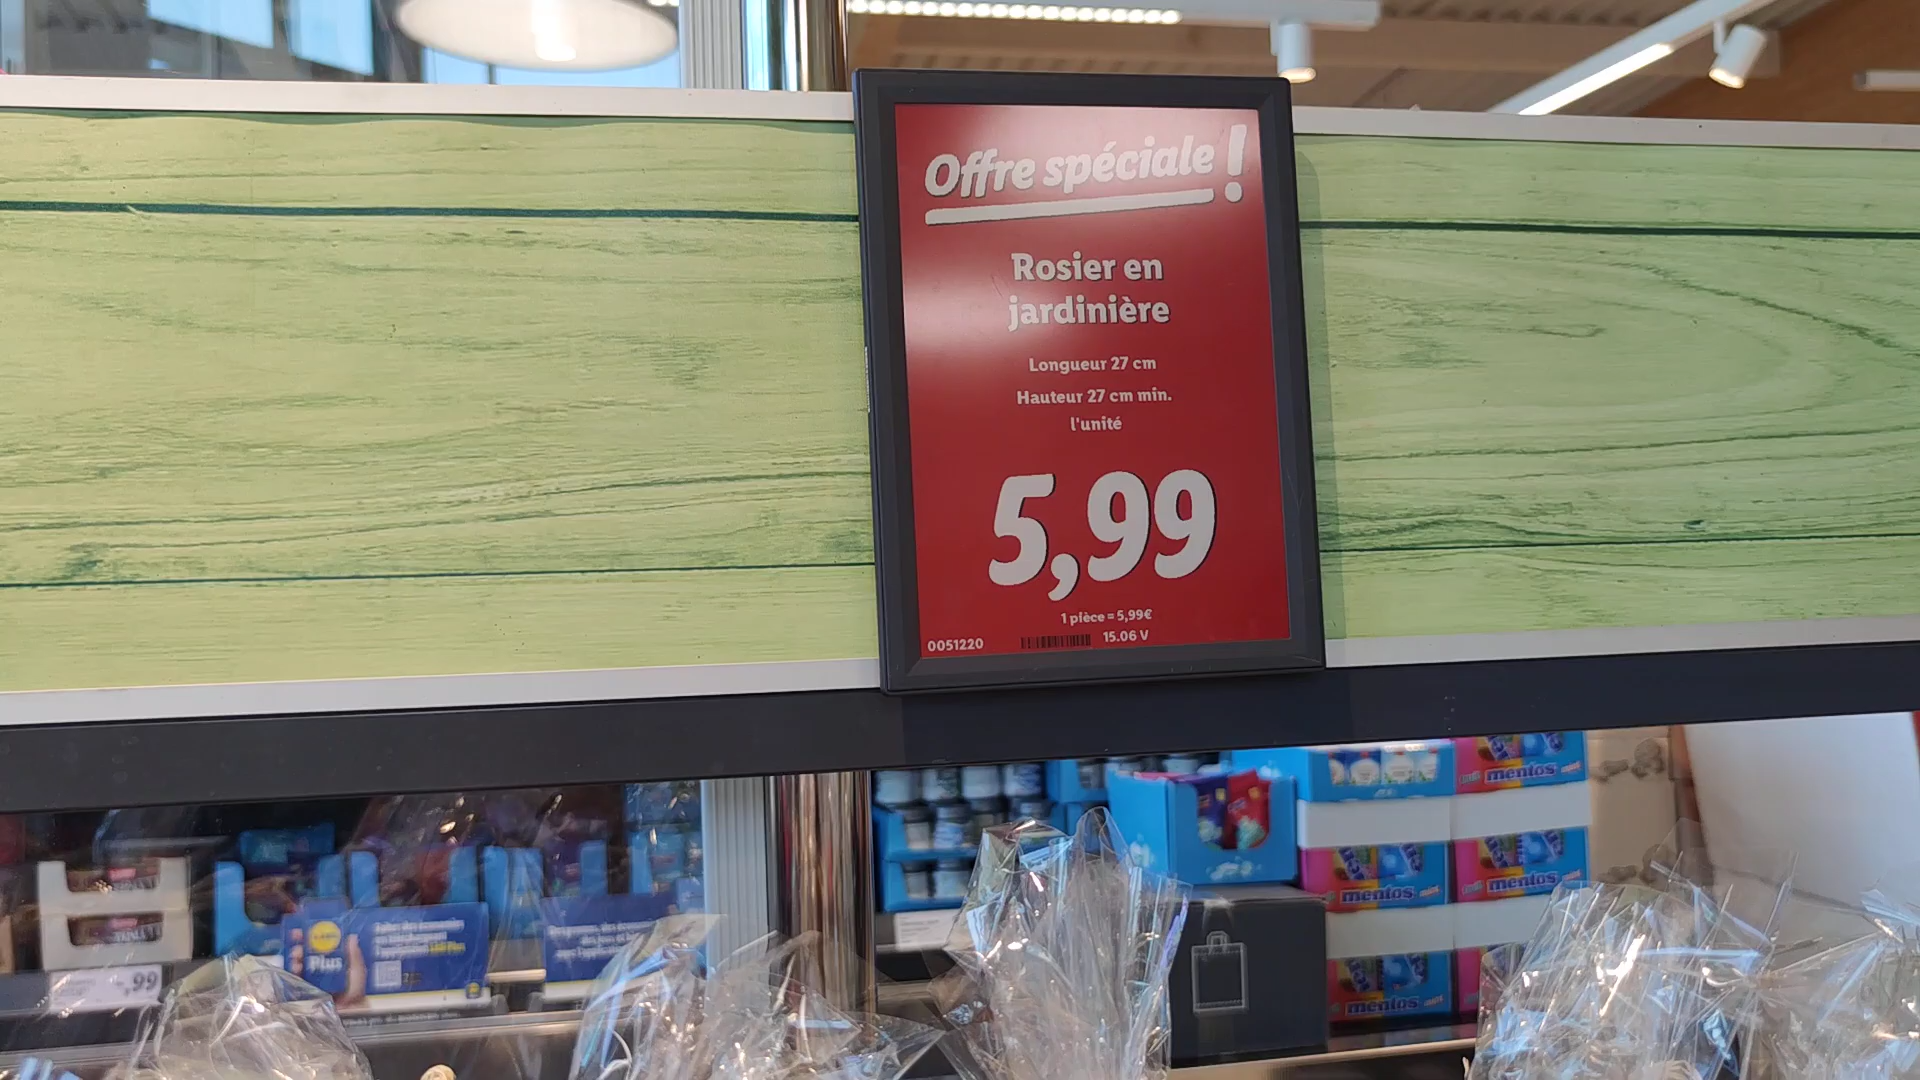 Offre spéciale !
Rosier en
jardinière
Longueur 27 cm
Hauteur 27 cm min.
l'unité
5,99
1 pièce = 5,99€
0051220
15.06 V
mentos
mentos
mentos
mentos
Plus
,99